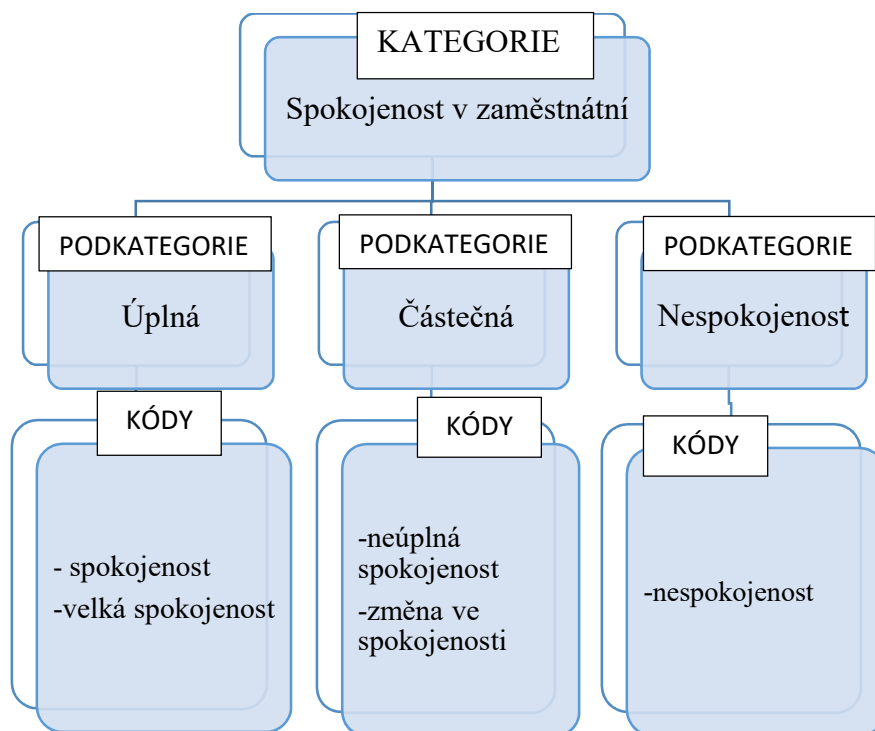 KATEGORIE
Spokojenost v zaměstnátní
PODKATEGORIE
Úplná
PODKATEGORIE
Částečná
PODKATEGORIE
Nespokojenost
KÓDY
- spokojenost
-velká spokojenost
KÓDY
-neúplná
spokojenost
-změna ve
spokojenosti
KÓDY
-nespokojenost